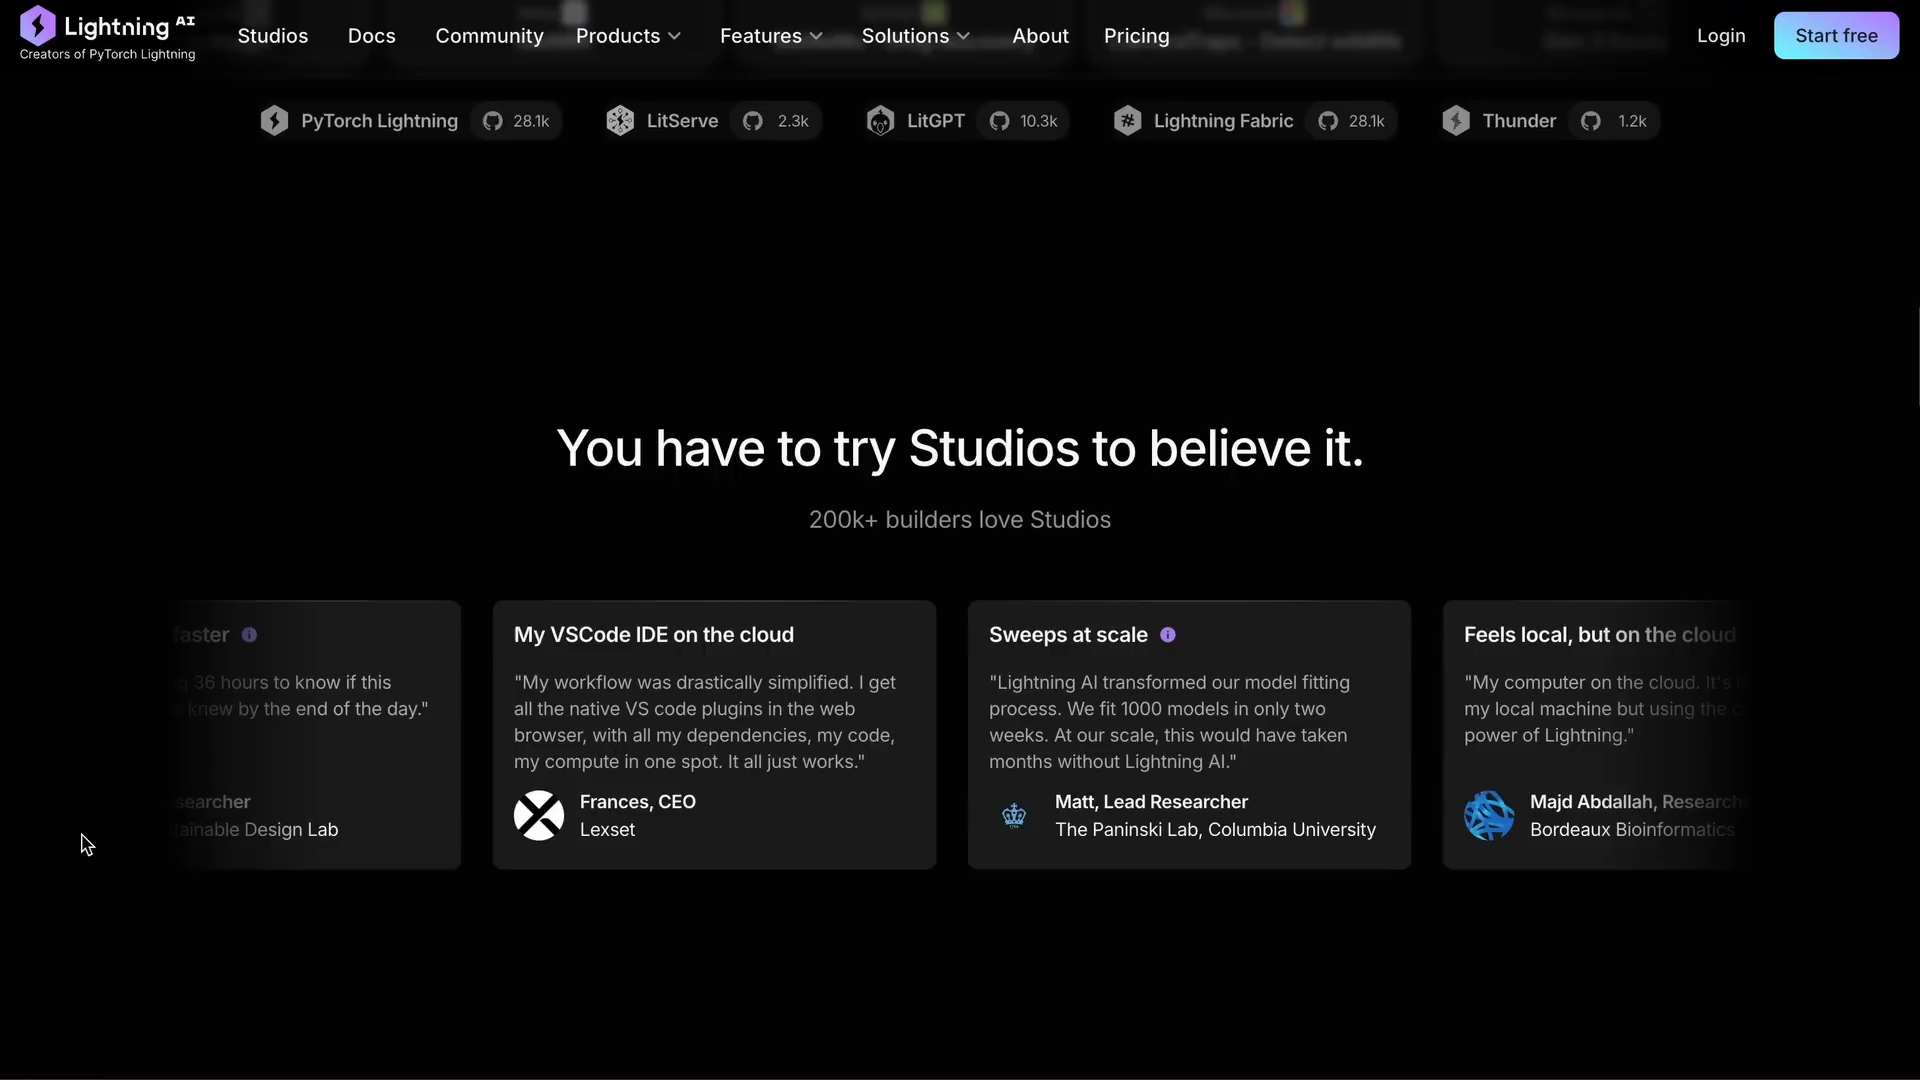 Lightning AI
Creators of PyTorch Lightning
Studios
Docs
Community
Products
Features
Solutions
About
Pricing
Login
Start free
PyTorch Lightning 28.1k
LitServe 2.3k
LitGPT 10.3k
Lightning Fabric 28.1k
Thunder 1.2k
You have to try Studios to believe it.
200k+ builders love Studios
faster
36 hours to know if this
knew by the end of the day."
Design Lab
My VSCode IDE on the cloud
"My workflow was drastically simplified. I get
all the native VS code plugins in the web
browser, with all my dependencies, my code,
my compute in one spot. It all just works."
Frances, CEO
Lexset
Sweeps at scale
"Lightning AI transformed our model fitting
process. We fit 1000 models in only two
weeks. At our scale, this would have taken
months without Lightning AI."
Matt, Lead Researcher
The Paninski Lab, Columbia University
Feels local, but on the cloud
"My computer on the cloud. It's
my local machine but using the
power of Lightning."
Majd Abdallah,
Bordeaux Bioinformatics